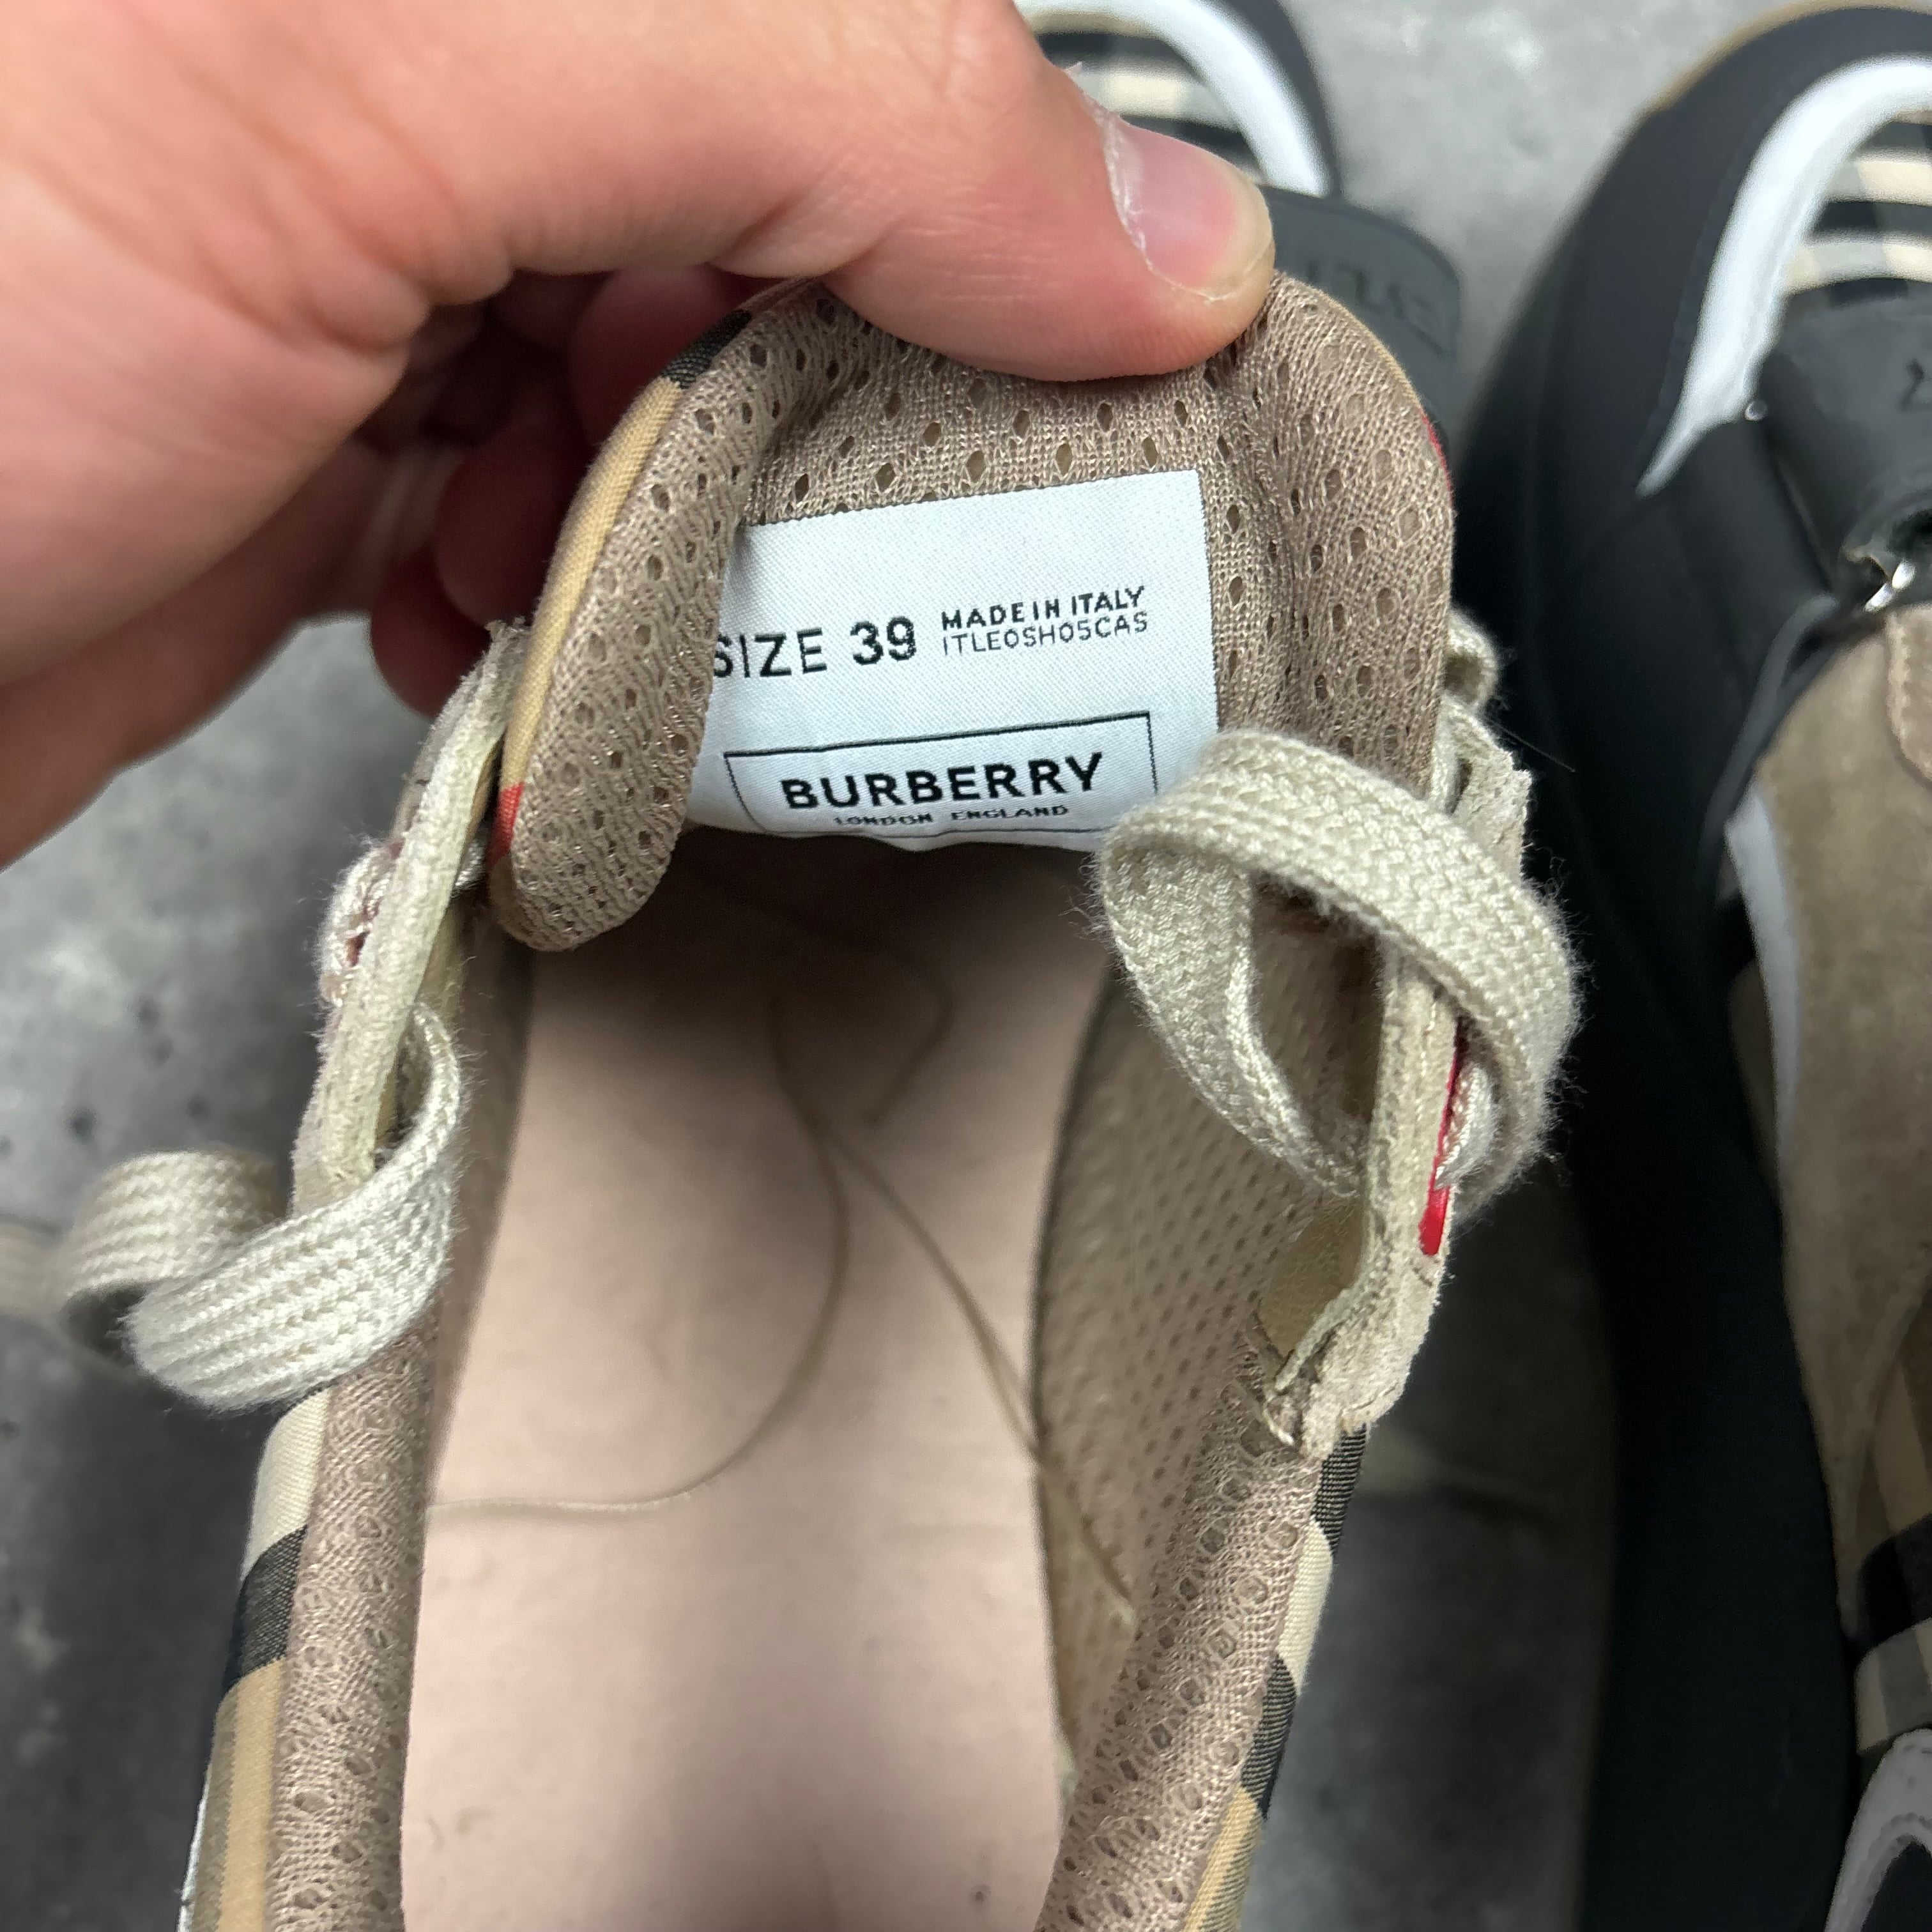 SIZE 39
MADE IN ITALY
ITLEOSHO5CAS
BURBERRY
LONDON ENGLAND